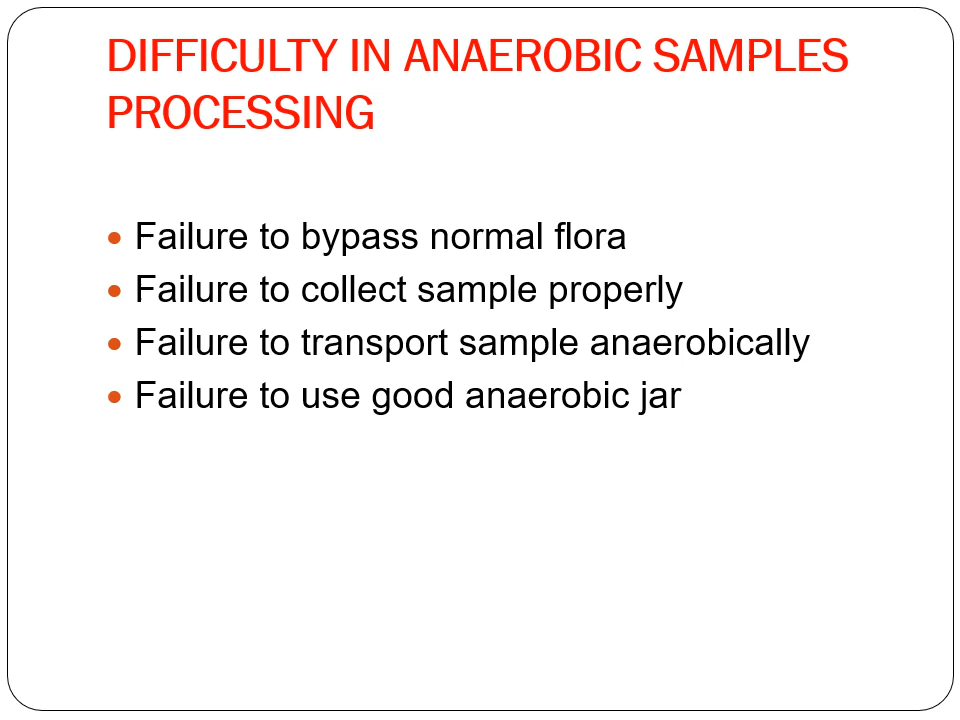 DIFFICULTY IN ANAEROBIC SAMPLES
PROCESSING
• Failure to bypass normal flora
• Failure to collect sample properly
• Failure to transport sample anaerobically
• Failure to use good anaerobic jar